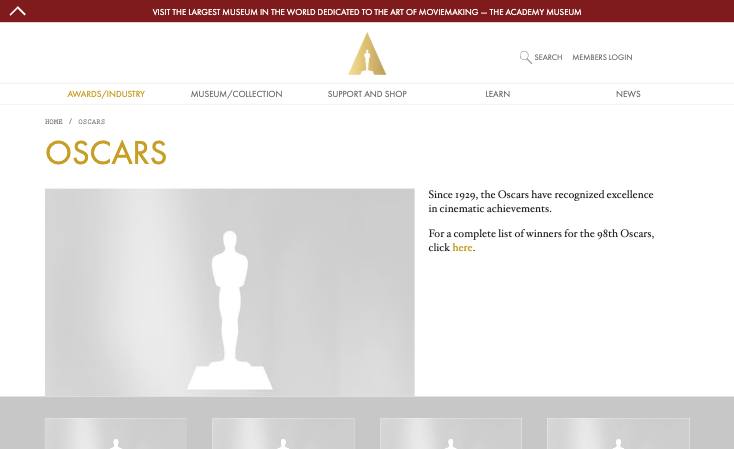 VISIT THE LARGEST MUSEUM IN THE WORLD DEDICATED TO THE ART OF MOVIEMAKING — THE ACADEMY MUSEUM
SEARCH MEMBERS LOGIN
AWARDS/INDUSTRY MUSEUM/COLLECTION SUPPORT AND SHOP LEARN NEWS
HOME / OSCARS
OSCARS
Since 1929, the Oscars have recognized excellence
in cinematic achievements.
For a complete list of winners for the 98th Oscars,
click here.